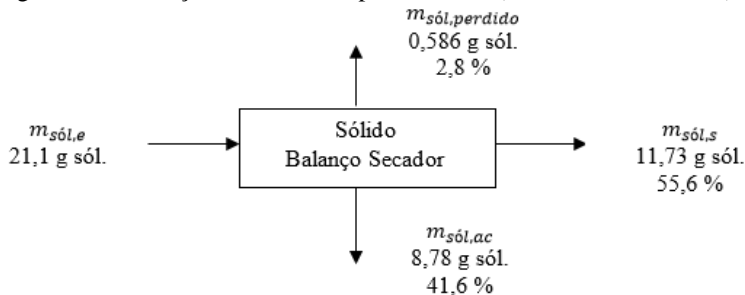 m_{sól,perdido}
0,586 g sól.
2,8 %
m_{sól,e}
21,1 g sól.
Sólido
Balanço Secador
m_{sól,s}
11,73 g sól.
55,6 %
m_{sól,ac}
8,78 g sól.
41,6 %